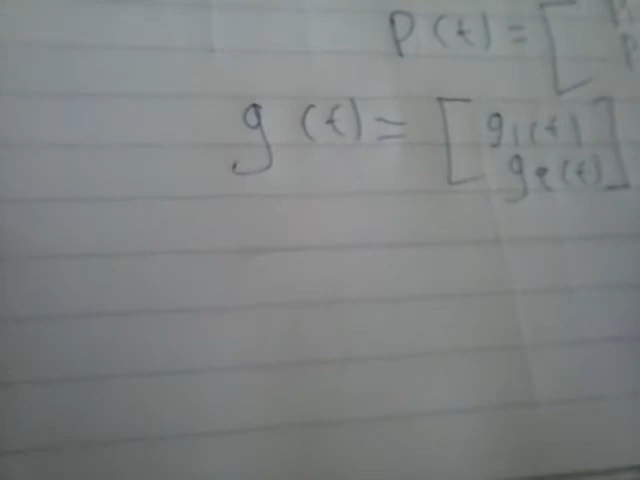 P(t) = [
g(t) = [ g1(t)
g2(t) ]